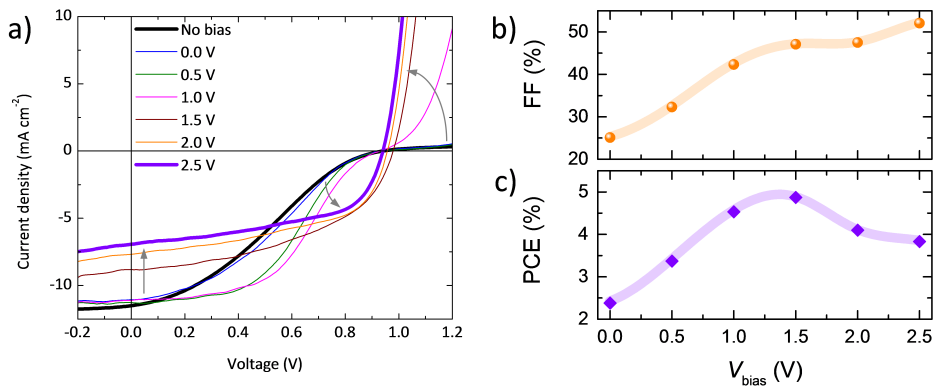 a)
10
5
0
-5
-10
Current density (mA cm-2)
No bias
0.0 V
0.5 V
1.0 V
1.5 V
2.0 V
2.5 V
-0.2 0.0 0.2 0.4 0.6 0.8 1.0 1.2
Voltage (V)
b)
FF (%)
50
40
30
20
c)
PCE (%)
5
4
3
2
0.0 0.5 1.0 1.5 2.0 2.5
Vbias (V)